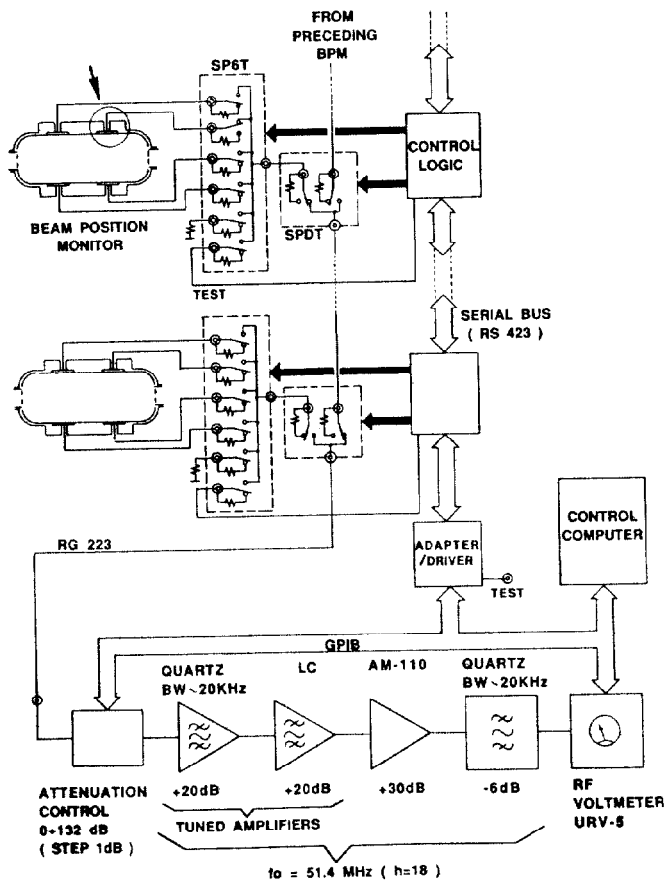 FROM
PRECEDING
BPM
SP6T
CONTROL
LOGIC
BEAM POSITION
MONITOR
SPDT
TEST
SERIAL BUS
( RS 423 )
CONTROL
COMPUTER
RG 223
ADAPTER
/DRIVER
TEST
GPIB
QUARTZ
BW~20KHz
LC
AM-110
QUARTZ
BW~20KHz
ATTENUATION
CONTROL
0÷132 dB
( STEP 1dB )
+20dB
+20dB
+30dB
-6dB
RF
VOLTMETER
URV-5
TUNED AMPLIFIERS
fo = 51.4 MHz ( h=18 )